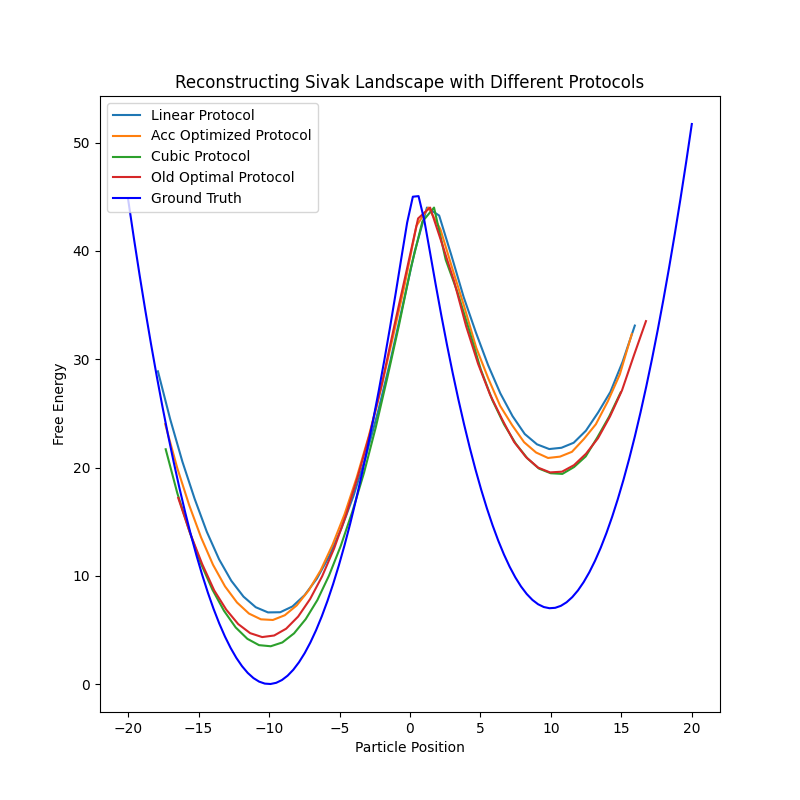 Reconstructing Sivak Landscape with Different Protocols
Linear Protocol
Acc Optimized Protocol
Cubic Protocol
Old Optimal Protocol
Ground Truth
Free Energy
50
40
30
20
10
0
−20
−15
−10
−5
0
5
10
15
20
Particle Position